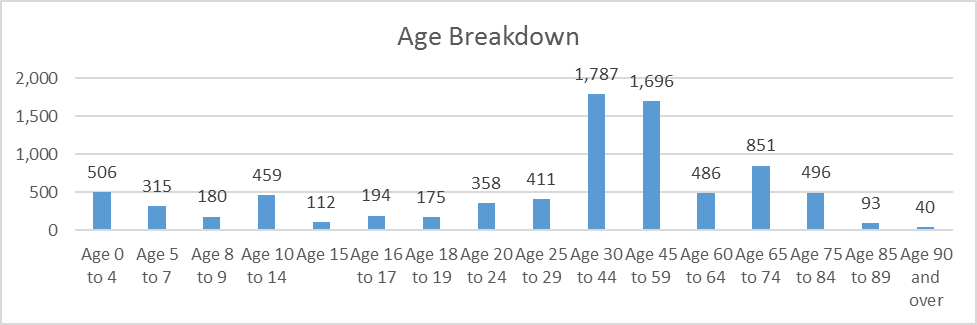 Age Breakdown
2,000
1,500
1,000
500
0
506
315
180
459
112
194
175
358
411
1,787
1,696
486
851
496
93
40
Age 0
to 4
Age 5
to 7
Age 8
to 9
Age 10
to 14
Age 15
Age 16
to 17
Age 18
to 19
Age 20
to 24
Age 25
to 29
Age 30
to 44
Age 45
to 59
Age 60
to 64
Age 65
to 74
Age 75
to 84
Age 85
to 89
Age 90
and
over